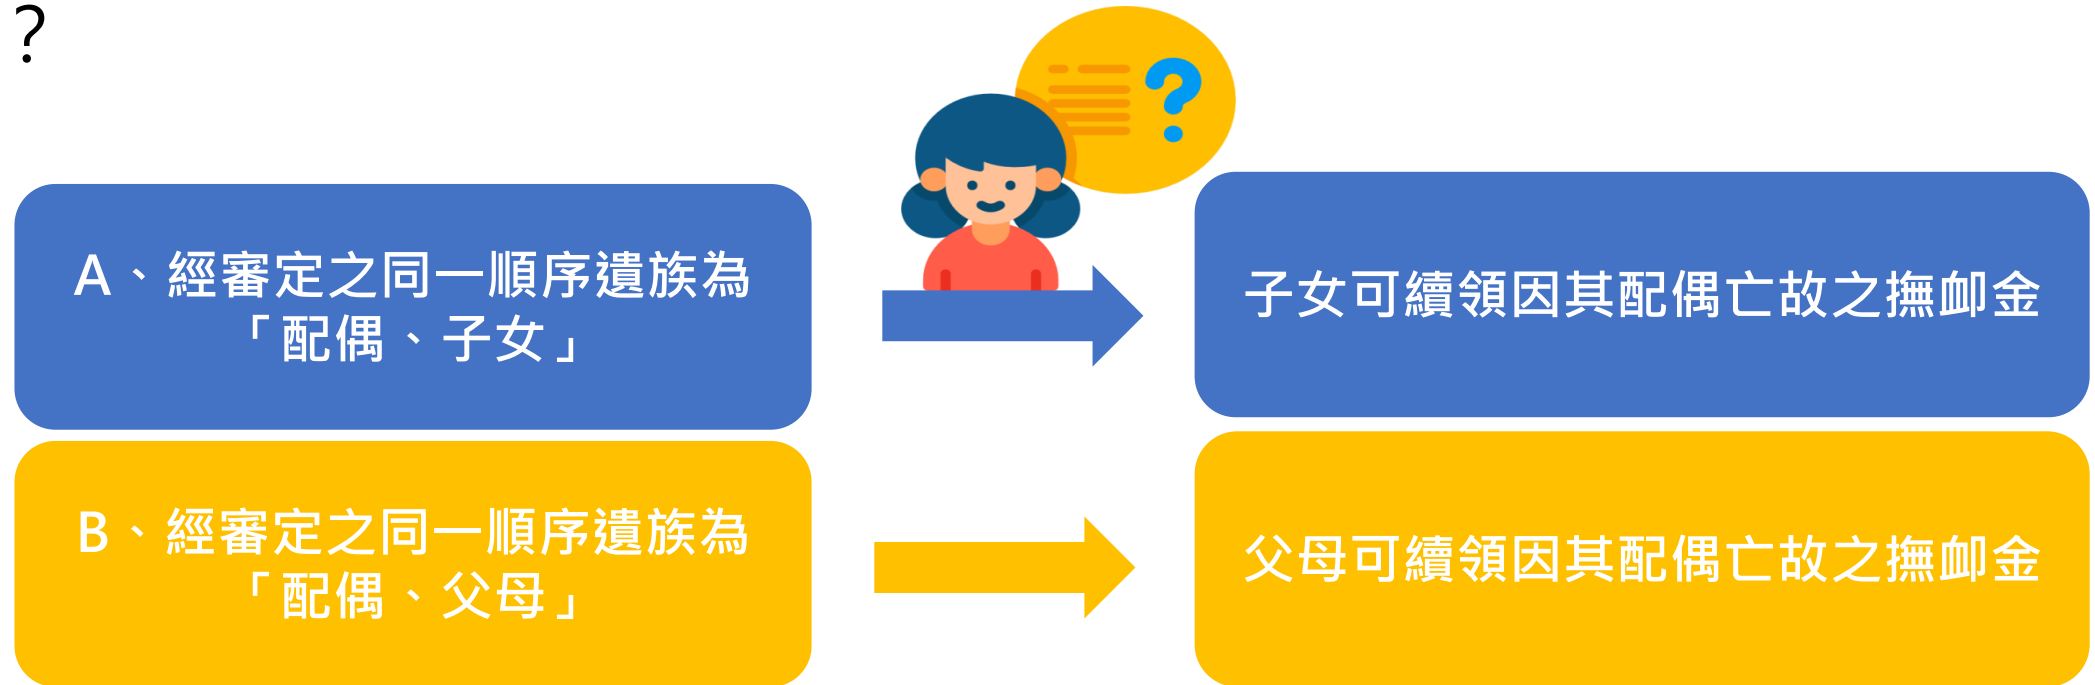 ?
A、經審定之同一順序遺族為
「配偶、子女」
子女可續領因其配偶亡故之撫卹金
B、經審定之同一順序遺族為
「配偶、父母」
父母可續領因其配偶亡故之撫卹金